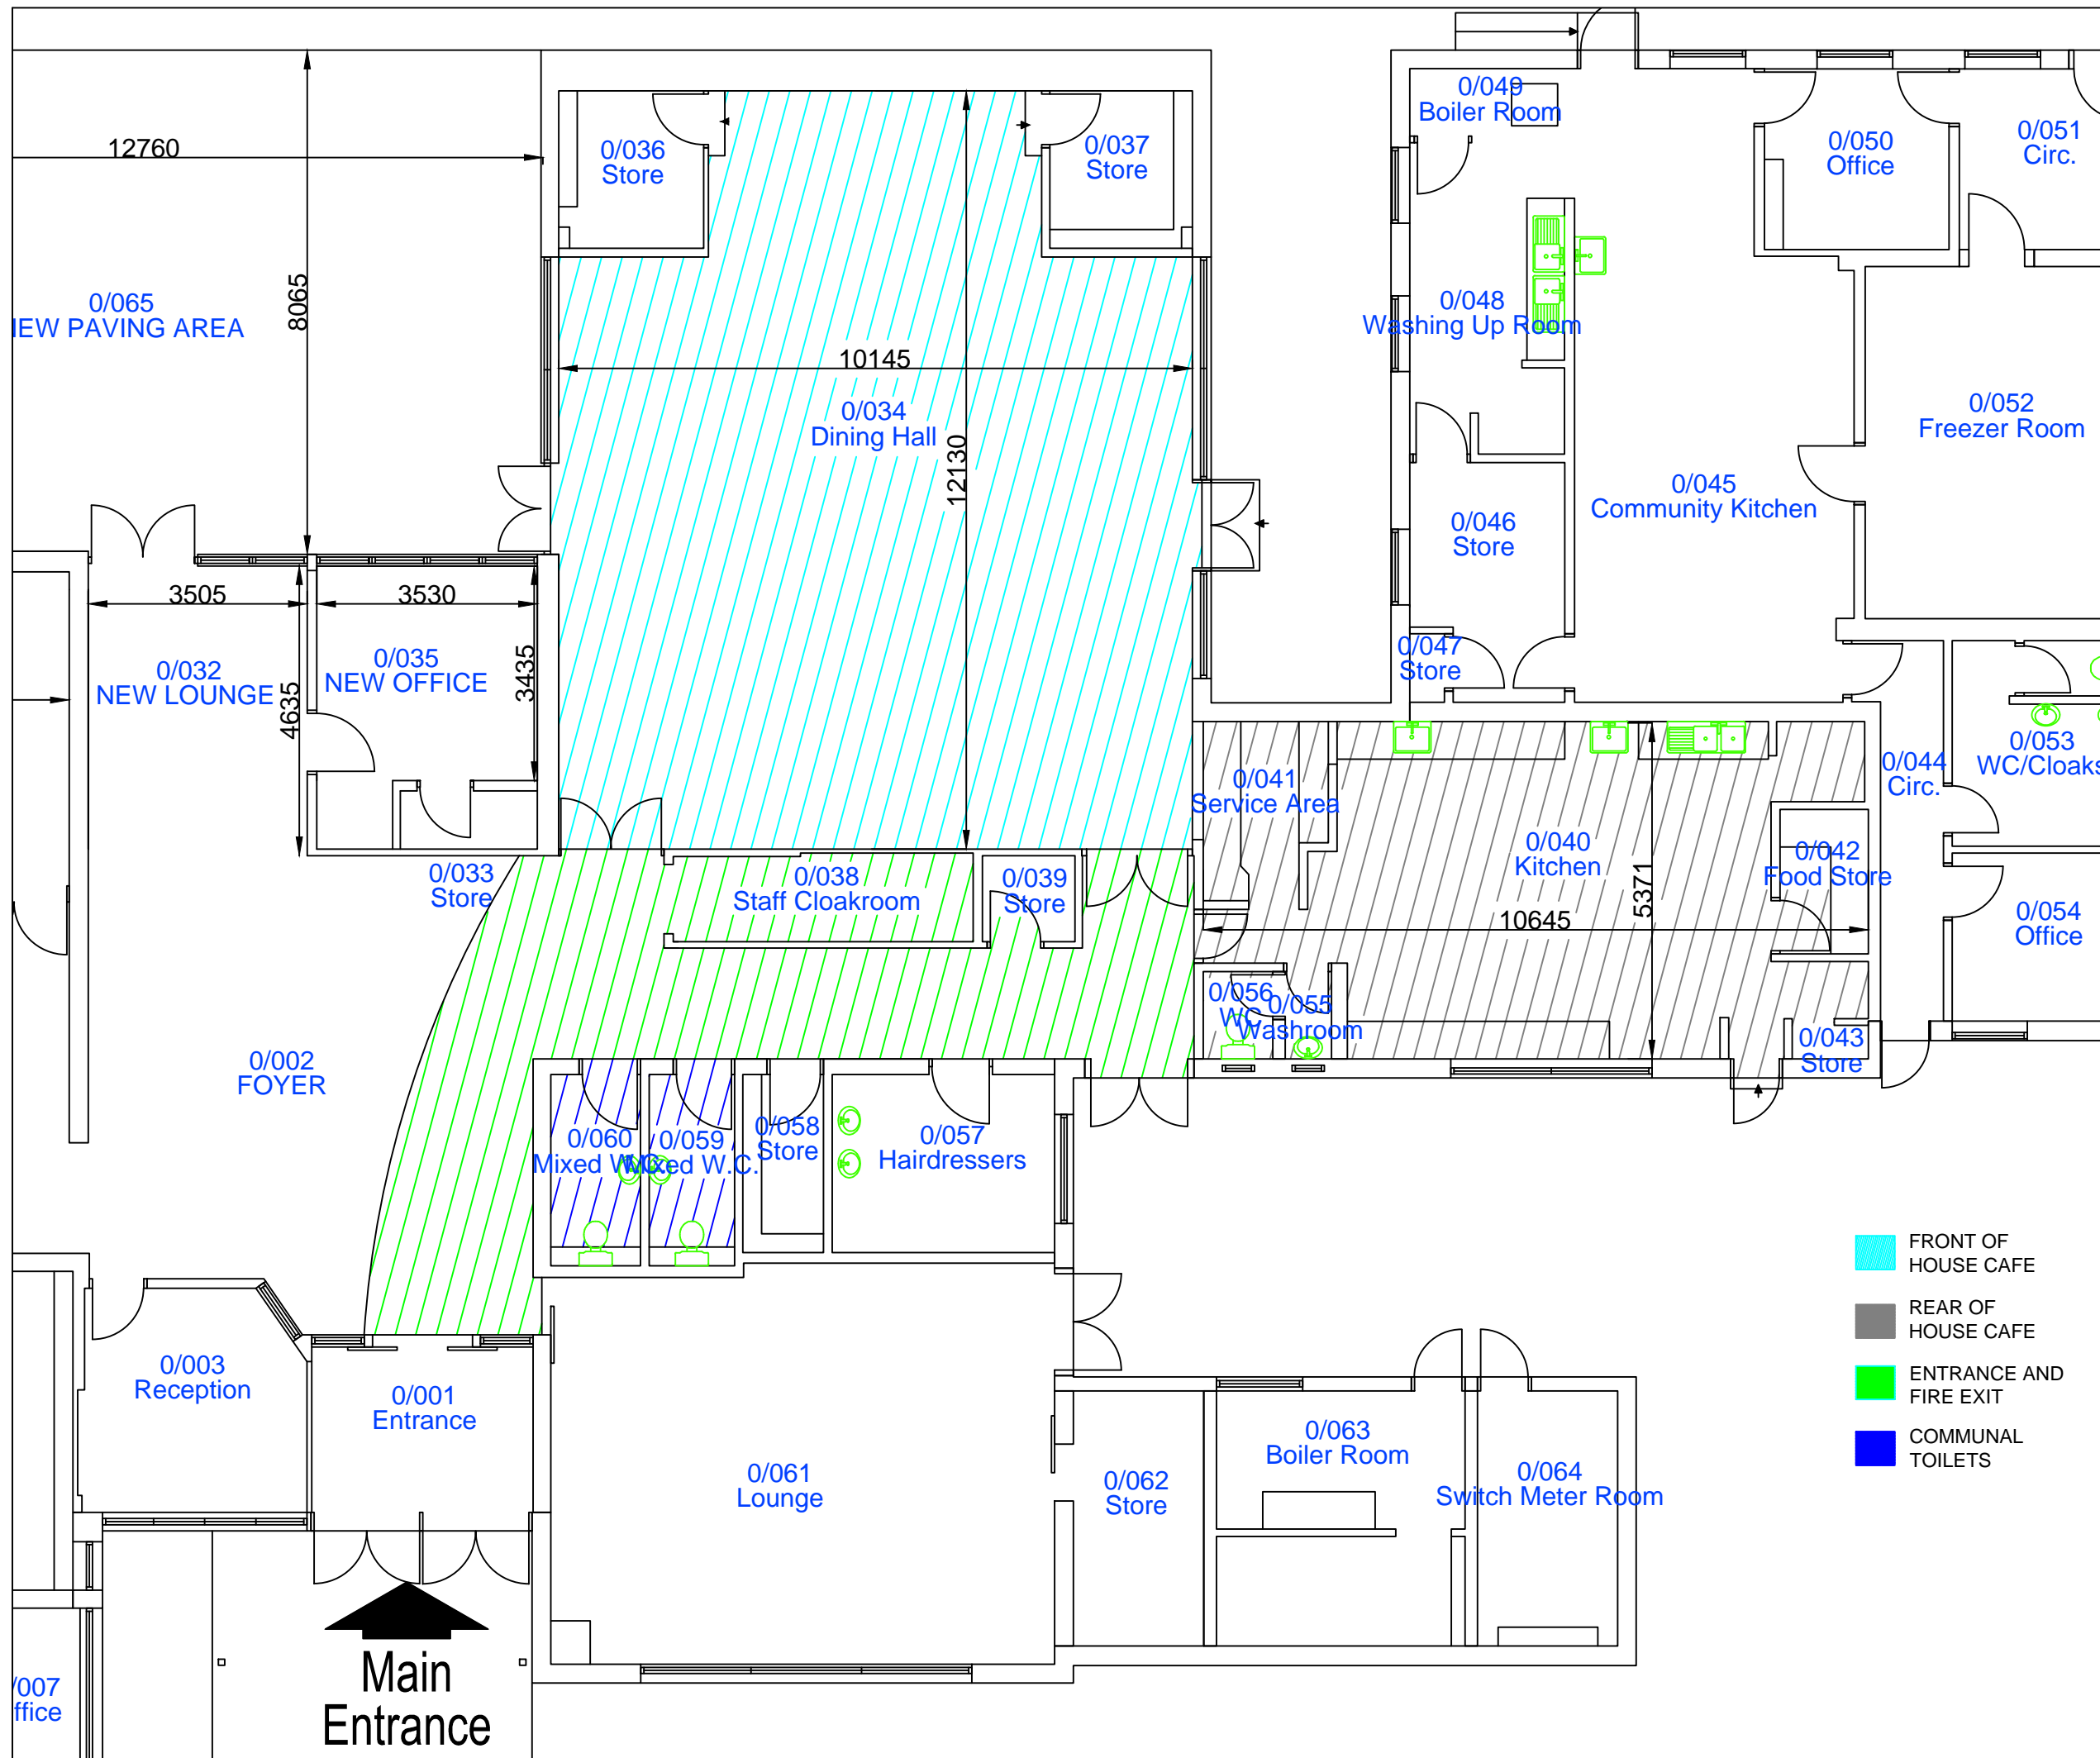 0/049
Boiler Room
0/036
Store
0/037
Store
0/050
Office
0/051
Circ.
12760
0/065
IEW PAVING AREA
8065
0/048
Washing Up Room
10145
0/034
Dining Hall
12130
0/052
Freezer Room
0/045
Community Kitchen
0/046
Store
3505
3530
0/047
Store
0/032
NEW LOUNGE
4635
0/035
NEW OFFICE
3435
0/041
Service Area
0/044
Circ.
0/053
WC/Cloaks
0/040
Kitchen
5371
10645
0/042
Food Store
0/033
Store
0/038
Staff Cloakroom
0/039
Store
0/054
Office
0/056
WC
0/055
Washroom
0/043
Store
0/002
FOYER
0/060
Mixed W.C.
0/059
Mixed W.C.
0/058
Store
0/057
Hairdressers
FRONT OF
HOUSE CAFE
REAR OF
HOUSE CAFE
ENTRANCE AND
FIRE EXIT
COMMUNAL
TOILETS
0/003
Reception
0/001
Entrance
0/061
Lounge
0/062
Store
0/063
Boiler Room
0/064
Switch Meter Room
Main
Entrance
/007
ffice